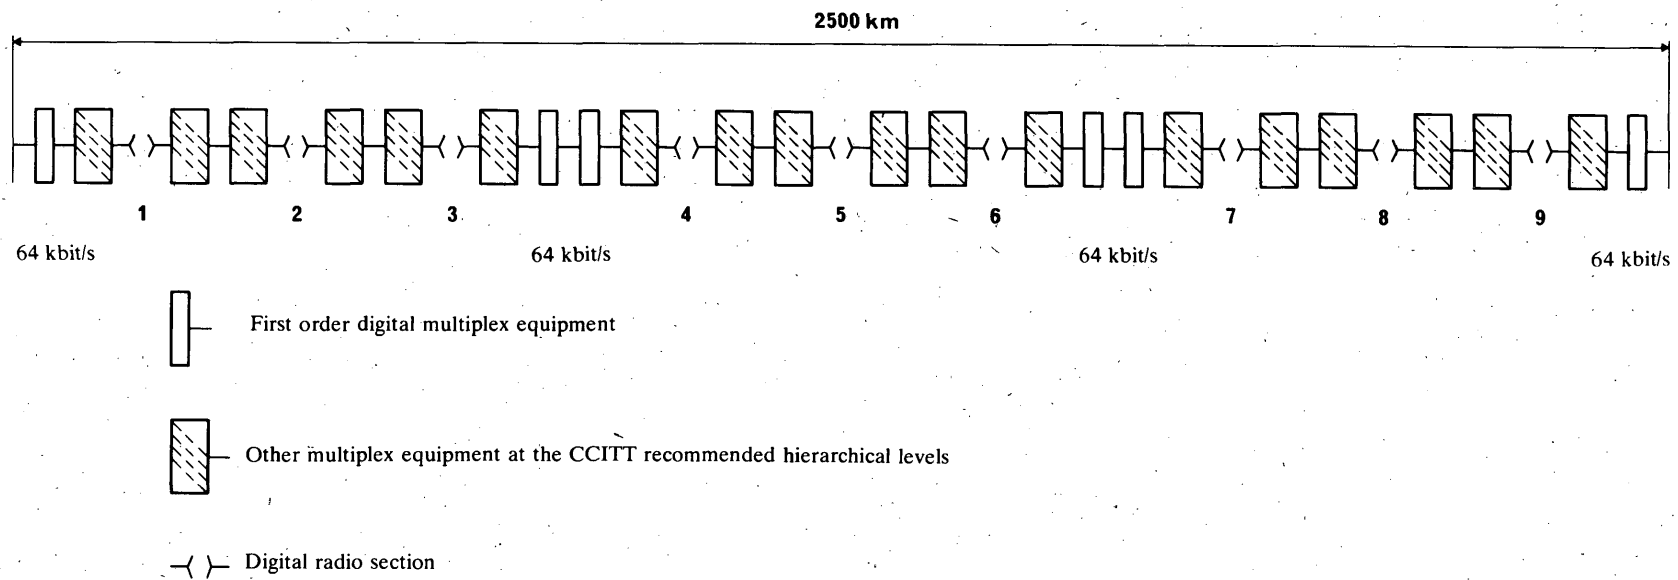 2500 km
1 2 3 4 5 6 7 8 9
64 kbit/s 64 kbit/s 64 kbit/s 64 kbit/s
First order digital multiplex equipment
Other multiplex equipment at the CCITT recommended hierarchical levels
Digital radio section